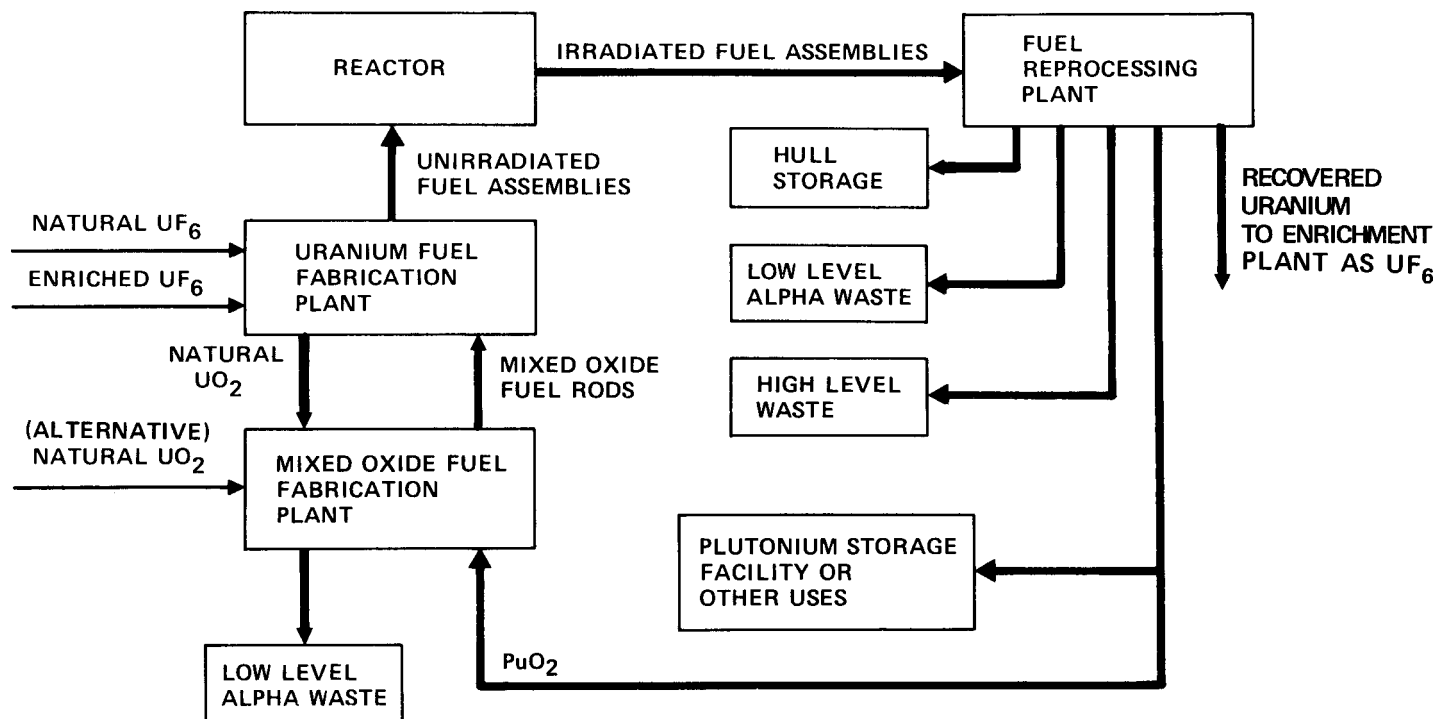 REACTOR
IRRADIATED FUEL ASSEMBLIES
FUEL
REPROCESSING
PLANT
UNIRRADIATED
FUEL ASSEMBLIES
HULL
STORAGE
RECOVERED
URANIUM
TO ENRICHMENT
PLANT AS UF6
NATURAL UF6
ENRICHED UF6
URANIUM FUEL
FABRICATION
PLANT
LOW LEVEL
ALPHA WASTE
NATURAL
UO2
MIXED OXIDE
FUEL RODS
HIGH LEVEL
WASTE
(ALTERNATIVE)
NATURAL UO2
MIXED OXIDE FUEL
FABRICATION
PLANT
PLUTONIUM STORAGE
FACILITY OR
OTHER USES
PuO2
LOW LEVEL
ALPHA WASTE